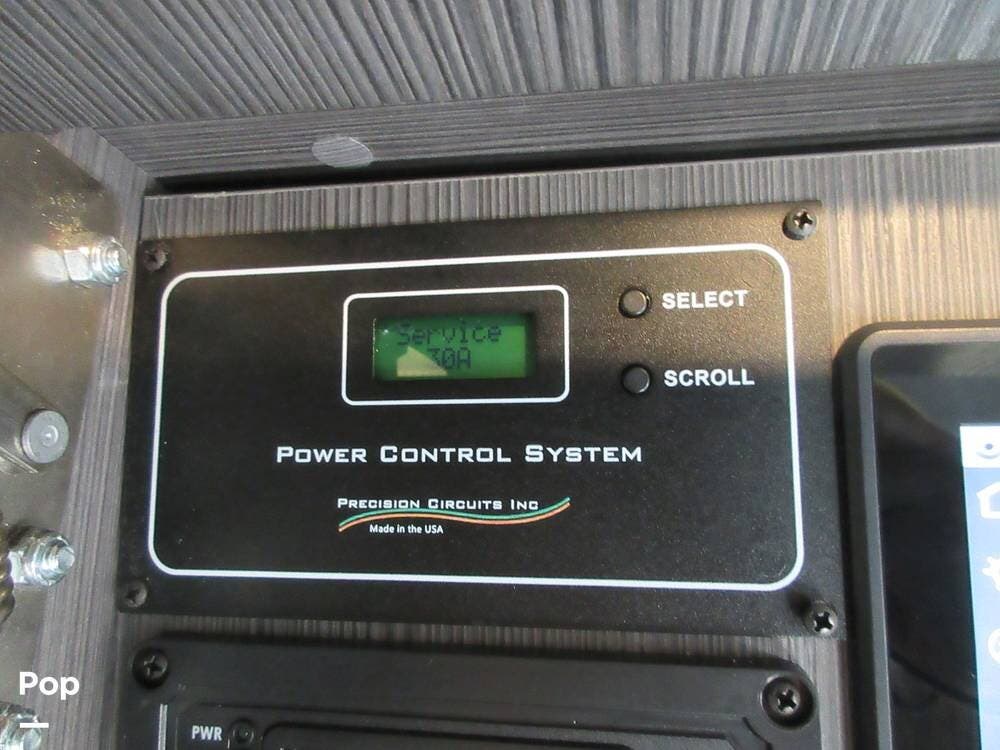 Service
30A
SELECT
SCROLL
POWER CONTROL SYSTEM
PRECISION CIRCUITS INC
Made in the USA
Pop
PWR